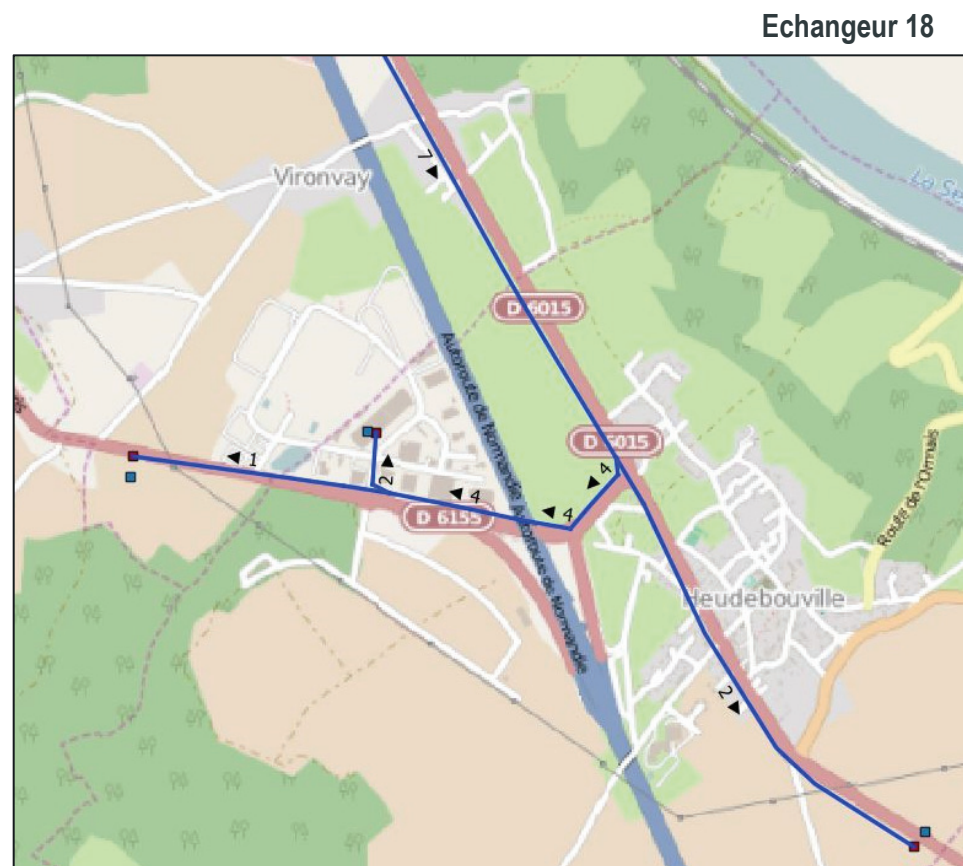 Echangeur 18
Vironvay
7
La Se
D 6015
Autoroute de Normandie
Autoroute de Normandie
D 6015
4
1
2
4
4
D 6155
Route de l'Ormais
Heudebouville
2